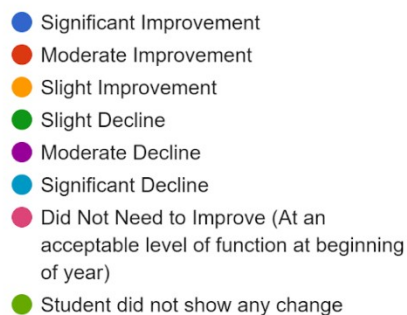 Significant Improvement
Moderate Improvement
Slight Improvement
Slight Decline
Moderate Decline
Significant Decline
Did Not Need to Improve (At an
acceptable level of function at beginning
of year)
Student did not show any change